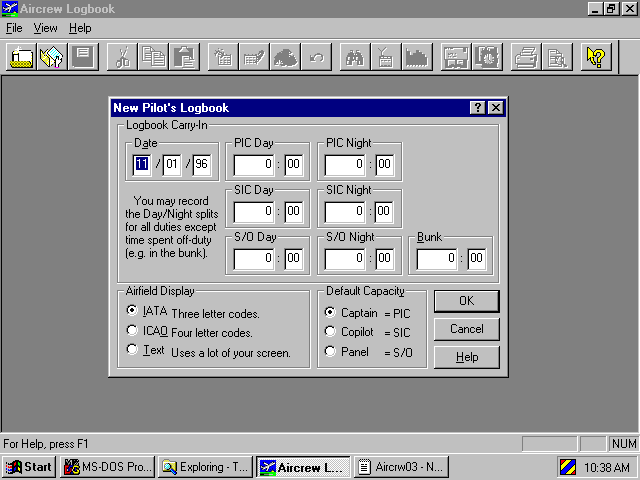 Aircrew Logbook
File View Help
New Pilot's Logbook
Logbook Carry-In
Date PIC Day PIC Night
11 / 01 / 96 0 : 00 0 : 00
SIC Day SIC Night
0 : 00 0 : 00
You may record
the Day/Night splits
for all duties except
time spent off-duty
(e.g. in the bunk).
S/O Day S/O Night Bunk
0 : 00 0 : 00 0 : 00
Airfield Display
IATA Three letter codes.
ICAO Four letter codes.
Text Uses a lot of your screen.
Default Capacity
Captain = PIC
Copilot = SIC
Panel = S/O
OK
Cancel
Help
For Help, press F1 NUM
Start MS-DOS Pro... Exploring - T... Aircrew L... Aircrw03 - N... 10:38 AM